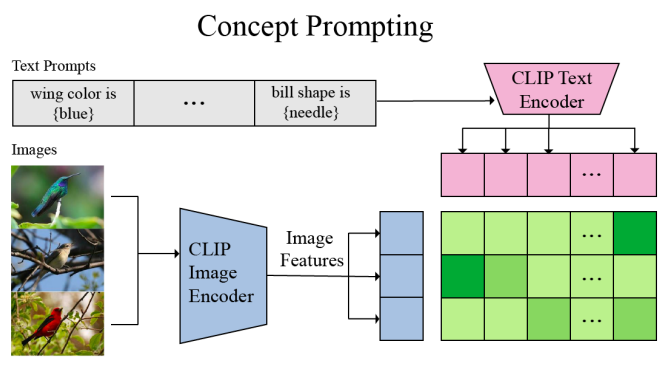 Concept Prompting
Text Prompts
wing color is
{blue}
...
bill shape is
{needle}
CLIP Text
Encoder
Images
...
CLIP
Image
Encoder
Image
Features
...
...
...